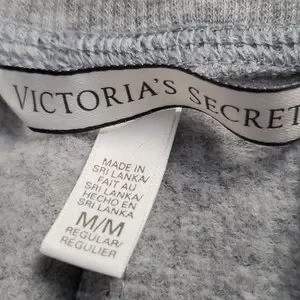 VICTORIA'S SECRET
MADE IN
SRI LANKA/
FAIT AU
SRI LANKA/
HECHO EN
SRI LANKA
M/M
REGULAR/
REGULIER